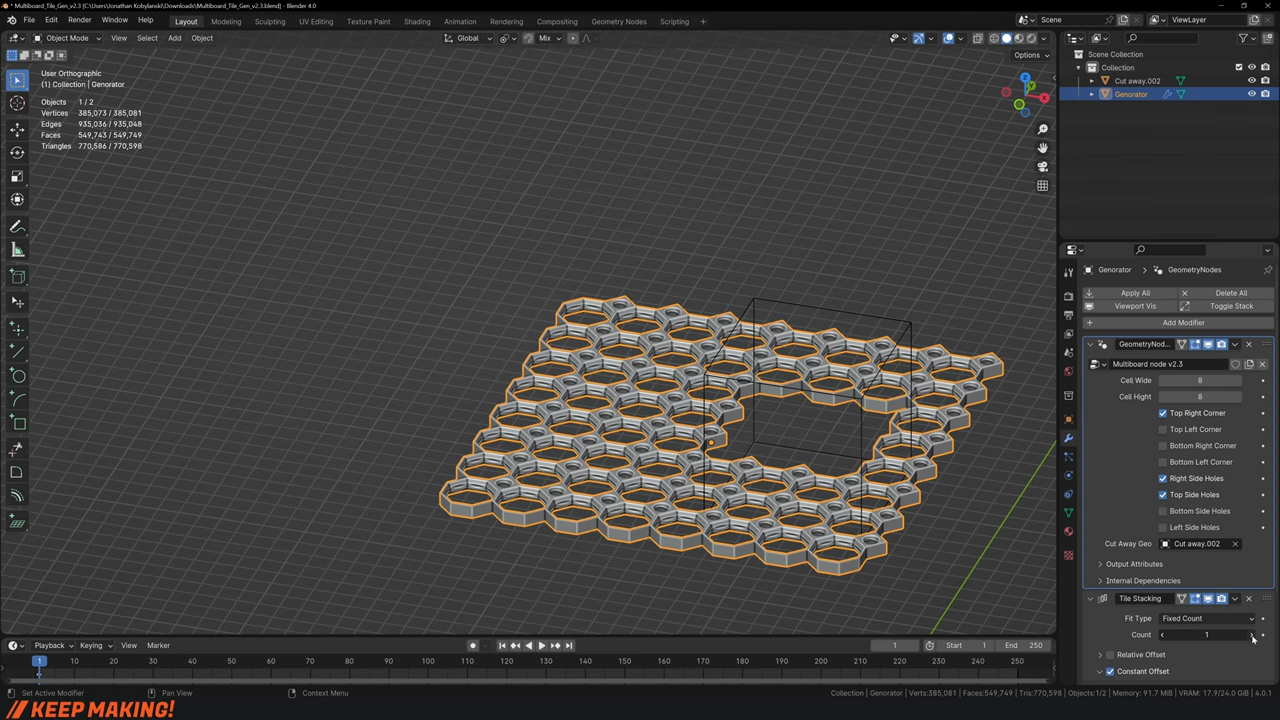 *Multiboard_Tile_Gen_v2.3 [C:\Users\Jonathan Kobylanski\Downloads\Multiboard_Tile_Gen_v2.3.blend] - Blender 4.0
File Edit Render Window Help Layout Modeling Sculpting UV Editing Texture Paint Shading Animation Rendering Compositing Geometry Nodes Scripting + Scene ViewLayer
Object Mode View Select Add Object Global Mix
Options
User Orthographic
(1) Collection | Genorator
Objects 1 / 2
Vertices 385,073 / 385,081
Edges 935,036 / 935,048
Faces 549,743 / 549,744
Triangles 770,586 / 770,598
Z
Y
X
Scene Collection
Collection
Cut away.002
Genorator
Genorator > GeometryNodes
Apply All Delete All
Viewport Vis Toggle Stack
Add Modifier
GeometryNod...
Multiboard node v2.3
Cell Wide 8
Cell Hight 8
Top Right Corner
Top Left Corner
Bottom Right Corner
Bottom Left Corner
Right Side Holes
Top Side Holes
Bottom Side Holes
Left Side Holes
Cut Away Geo Cut away.002
Output Attributes
Internal Dependencies
Tile Stacking
Fit Type Fixed Count
Count 1
Relative Offset
Constant Offset
Playback Keying View Marker 1 Start 1 End 250
1 10 20 30 40 50 60 70 80 90 100 110 120 130 140 150 160 170 180 190 200 210 220 230 240 250
Set Active Modifier Pan View Context Menu
Collection | Genorator | Verts:385,081 | Faces:549,744 | Tris:770,598 | Objects:1/2 | Memory: 91.7 MiB | VRAM: 17.9/24.0 GiB | 4.0.1
// KEEP MAKING!